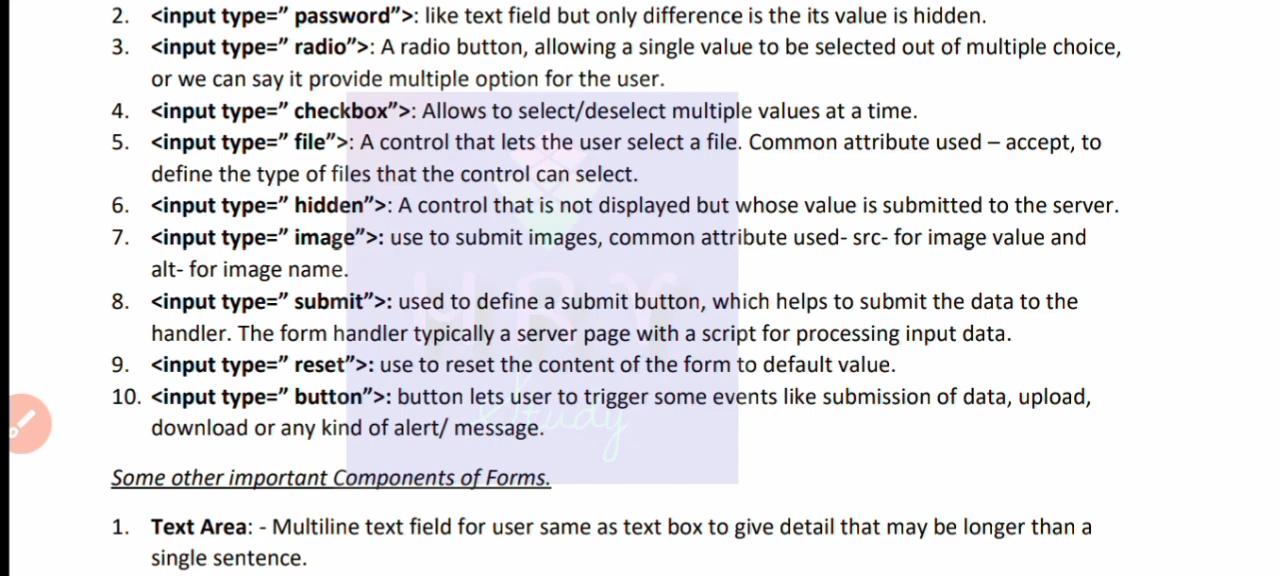 2. <input type=” password”>: like text field but only difference is the its value is hidden.
3. <input type=” radio”>: A radio button, allowing a single value to be selected out of multiple choice,
or we can say it provide multiple option for the user.
4. <input type=” checkbox”>: Allows to select/deselect multiple values at a time.
5. <input type=” file”>: A control that lets the user select a file. Common attribute used – accept, to
define the type of files that the control can select.
6. <input type=” hidden”>: A control that is not displayed but whose value is submitted to the server.
7. <input type=” image”>: use to submit images, common attribute used- src- for image value and
alt- for image name.
8. <input type=” submit”>: used to define a submit button, which helps to submit the data to the
handler. The form handler typically a server page with a script for processing input data.
9. <input type=” reset”>: use to reset the content of the form to default value.
10. <input type=” button”>: button lets user to trigger some events like submission of data, upload,
download or any kind of alert/ message.
Study
Some other important Components of Forms.
1. Text Area: - Multiline text field for user same as text box to give detail that may be longer than a
single sentence.